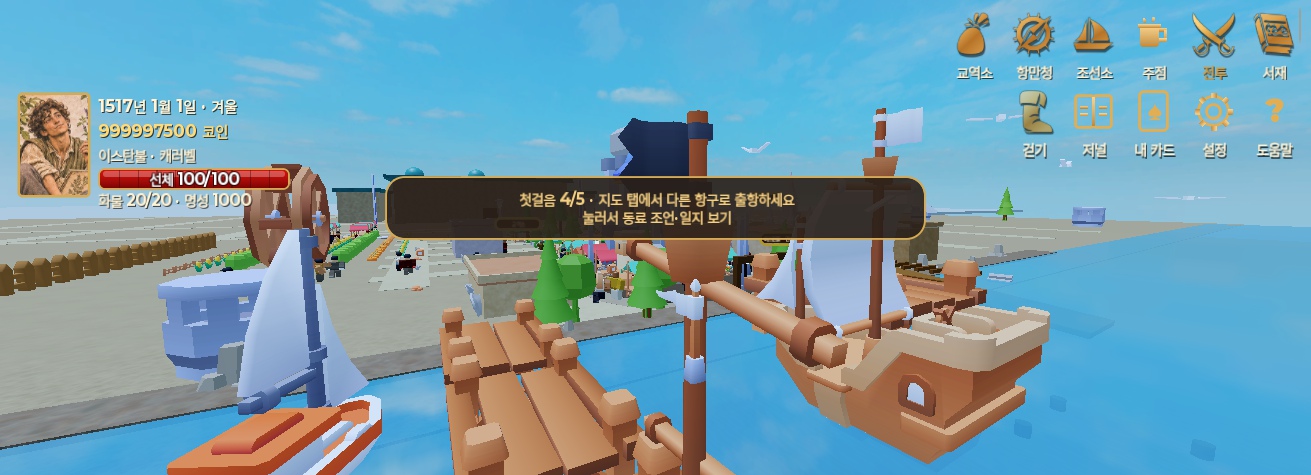 교역소
항만청
조선소
주점
전투
서재
걷기
저널
내 카드
설정
도움말
1517년 1월 1일 · 겨울
999997500 코인
이스탄불 · 캐러벨
선체 100/100
화물 20/20 · 명성 1000
첫걸음 4/5 · 지도 탭에서 다른 항구로 출항하세요
눌러서 동료 조언·일지 보기